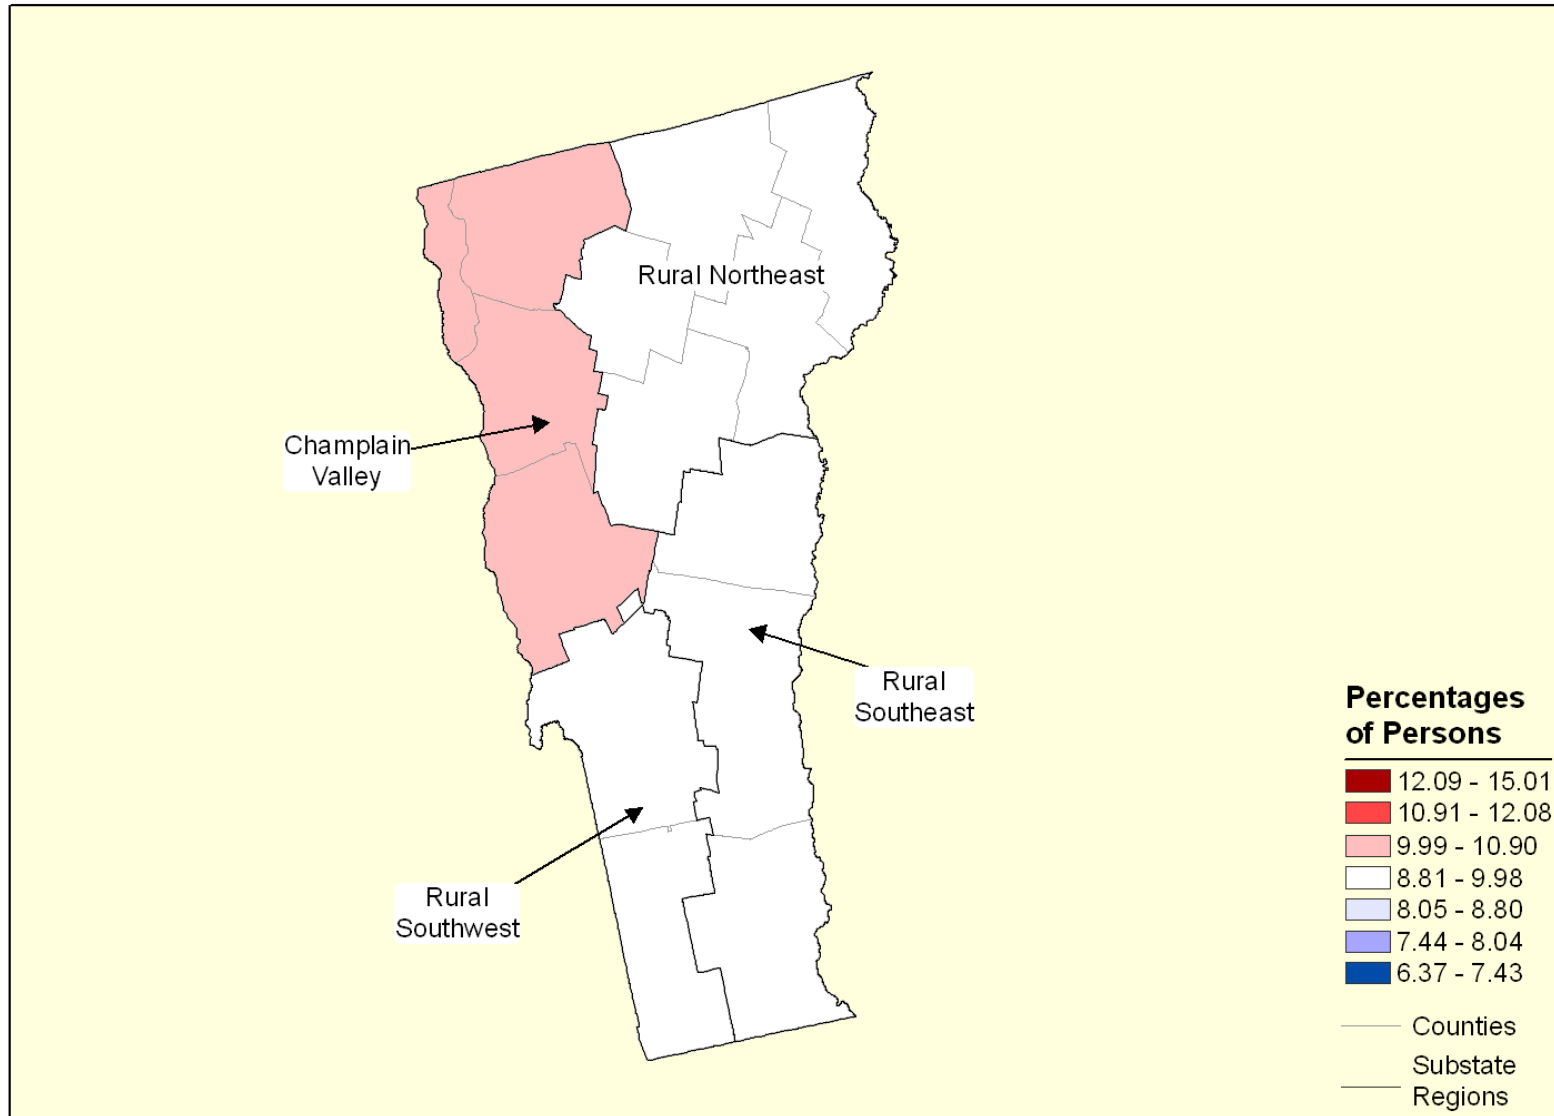 Rural Northeast
Champlain
Valley
Rural
Southeast
Rural
Southwest
Percentages
of Persons
12.09 - 15.01
10.91 - 12.08
9.99 - 10.90
8.81 - 9.98
8.05 - 8.80
7.44 - 8.04
6.37 - 7.43
Counties
Substate
Regions